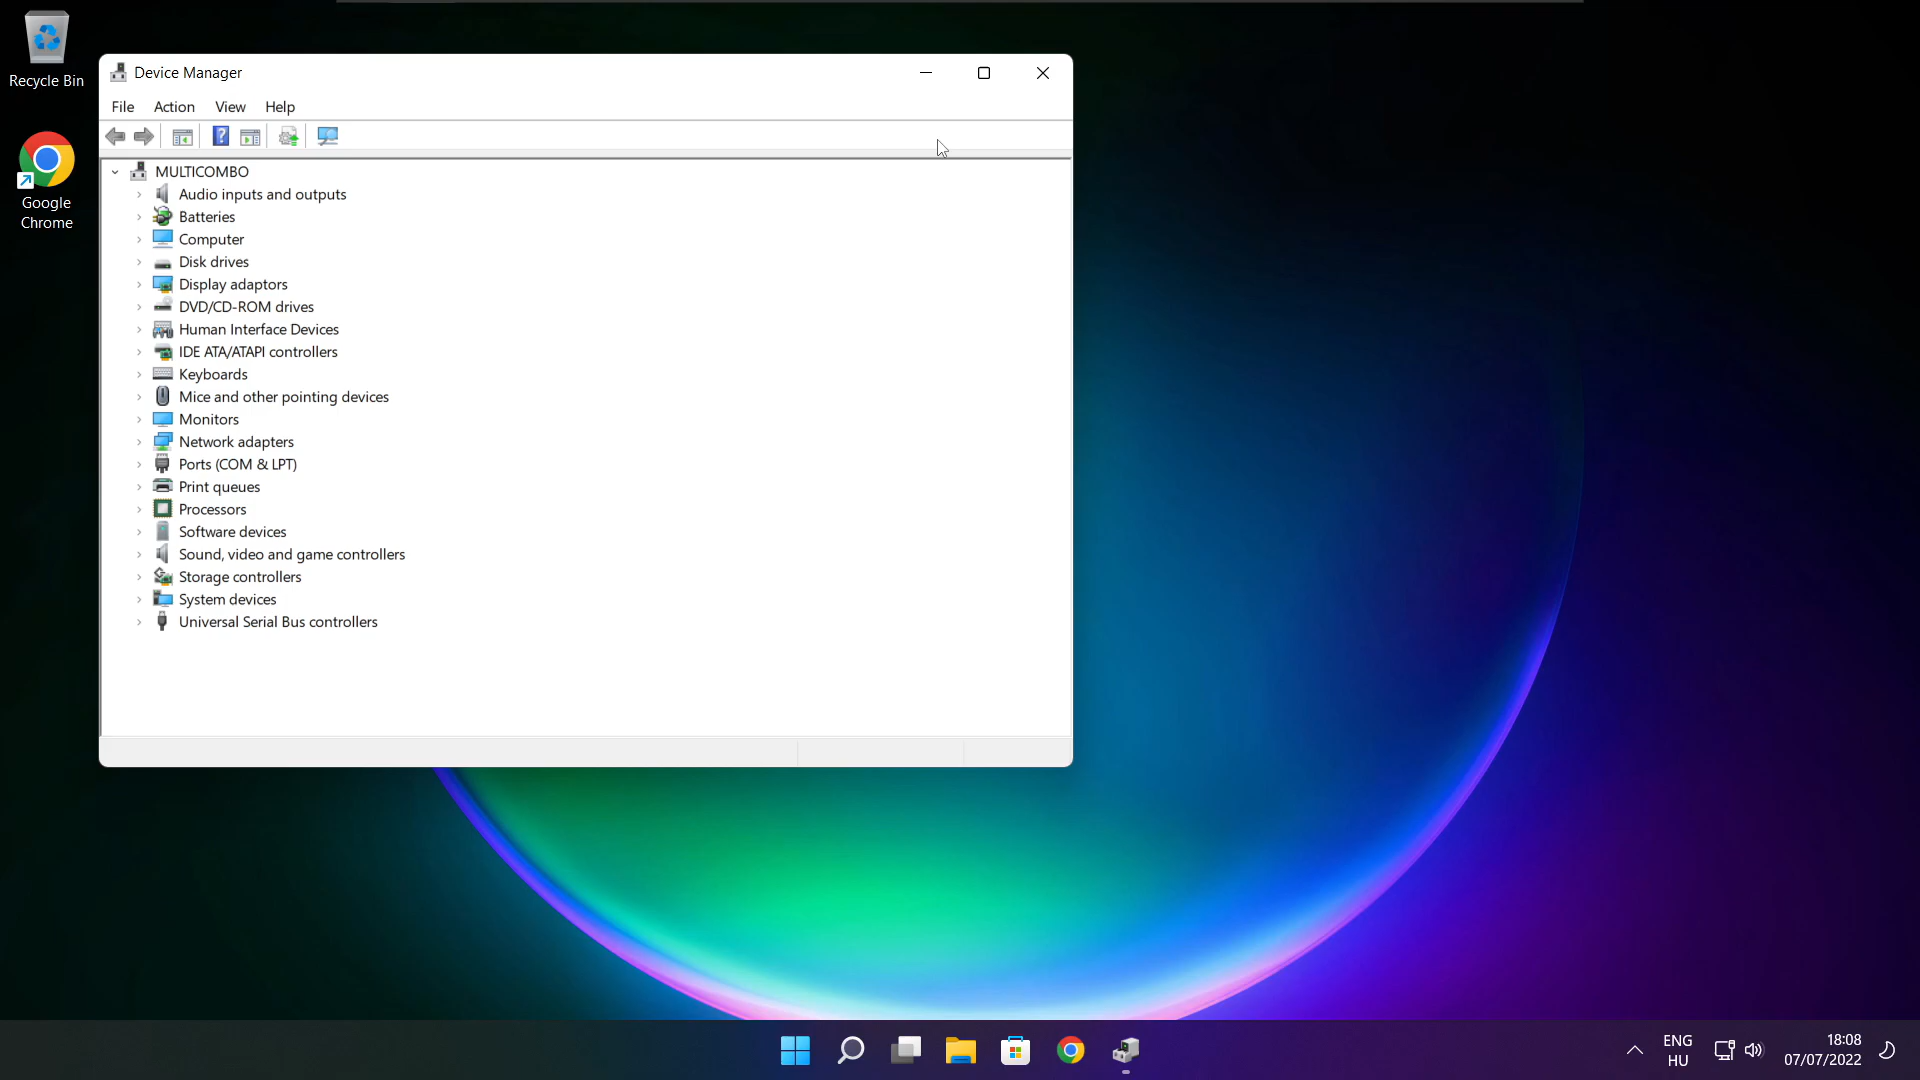 Recycle Bin
Google
Chrome
Device Manager
File Action View Help
MULTICOMBO
Audio inputs and outputs
Batteries
Computer
Disk drives
Display adaptors
DVD/CD-ROM drives
Human Interface Devices
IDE ATA/ATAPI controllers
Keyboards
Mice and other pointing devices
Monitors
Network adapters
Ports (COM & LPT)
Print queues
Processors
Software devices
Sound, video and game controllers
Storage controllers
System devices
Universal Serial Bus controllers
ENG
HU
18:08
07/07/2022